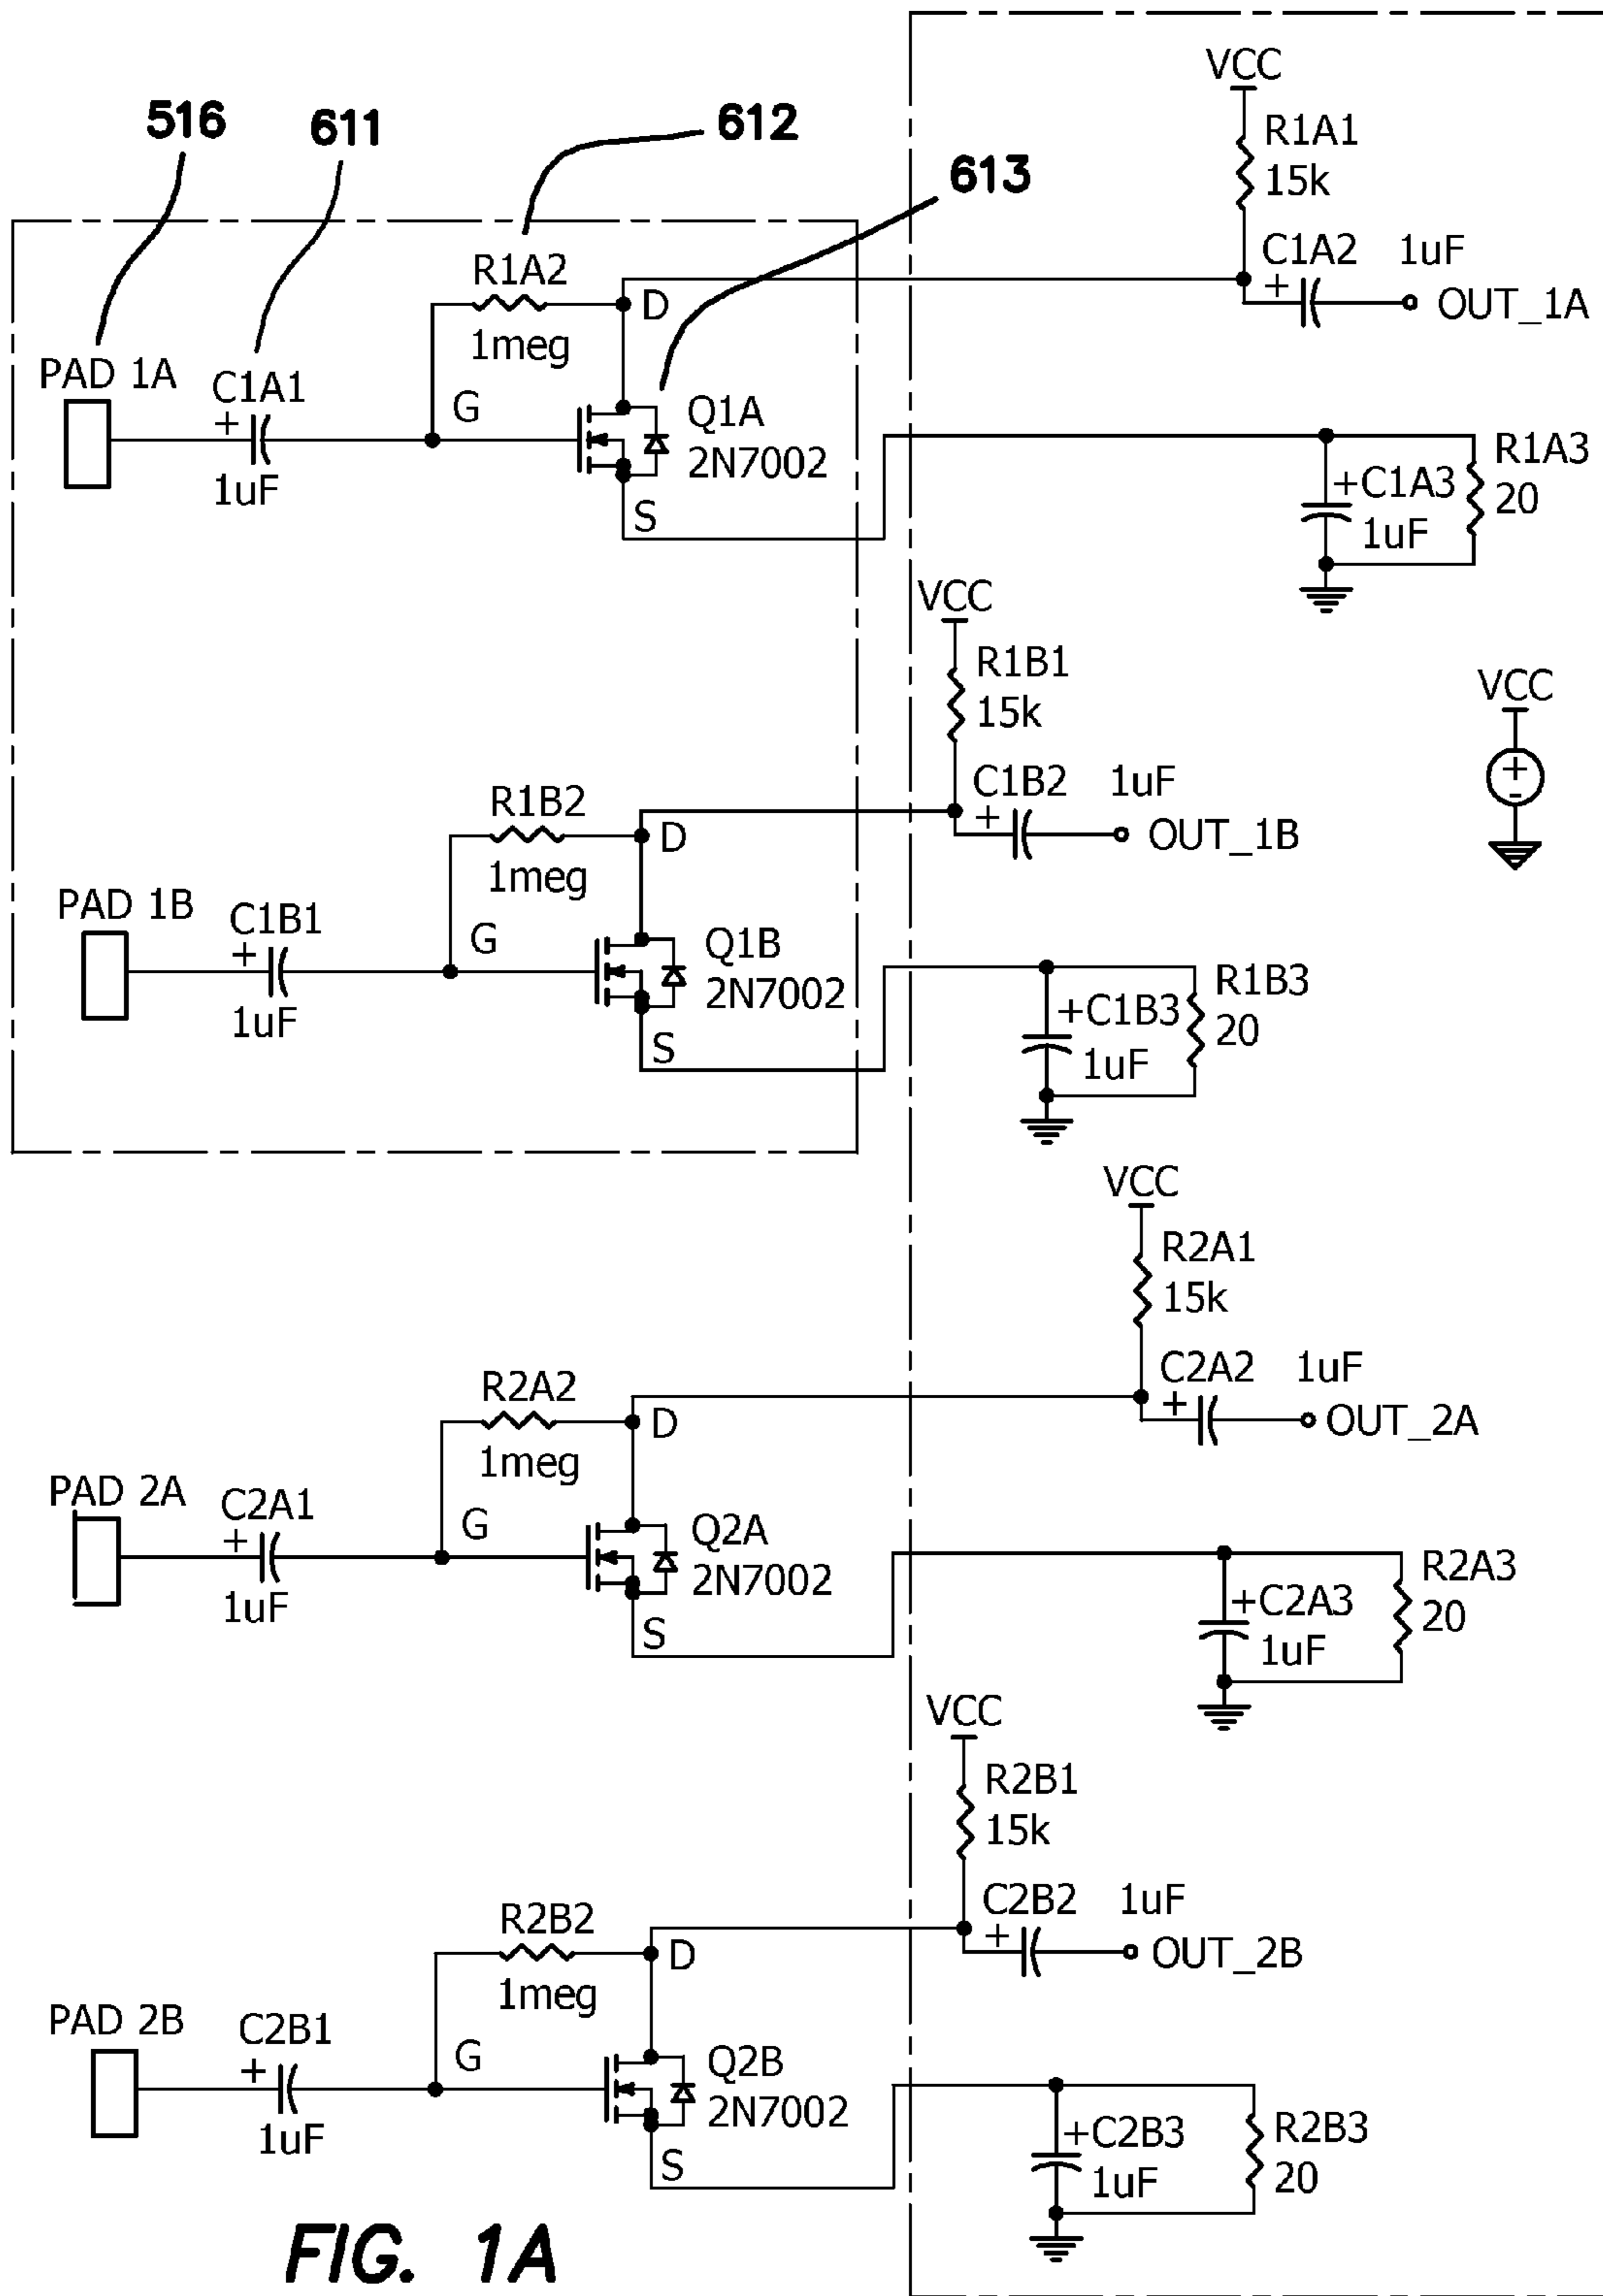 516
611
612
613
VCC
R1A1
15k
C1A2 1uF
+
OUT_1A
R1A2
1meg
D
PAD 1A
C1A1
+
1uF
G
Q1A
2N7002
S
+C1A3
1uF
R1A3
20
VCC
R1B1
15k
C1B2 1uF
+
OUT_1B
VCC
+
-
R1B2
1meg
D
PAD 1B
C1B1
+
1uF
G
Q1B
2N7002
S
+C1B3
1uF
R1B3
20
VCC
R2A1
15k
C2A2 1uF
+
OUT_2A
R2A2
1meg
D
PAD 2A
C2A1
+
1uF
G
Q2A
2N7002
S
+C2A3
1uF
R2A3
20
VCC
R2B1
15k
C2B2 1uF
+
OUT_2B
R2B2
1meg
D
PAD 2B
C2B1
+
1uF
G
Q2B
2N7002
S
+C2B3
1uF
R2B3
20
FIG. 1A